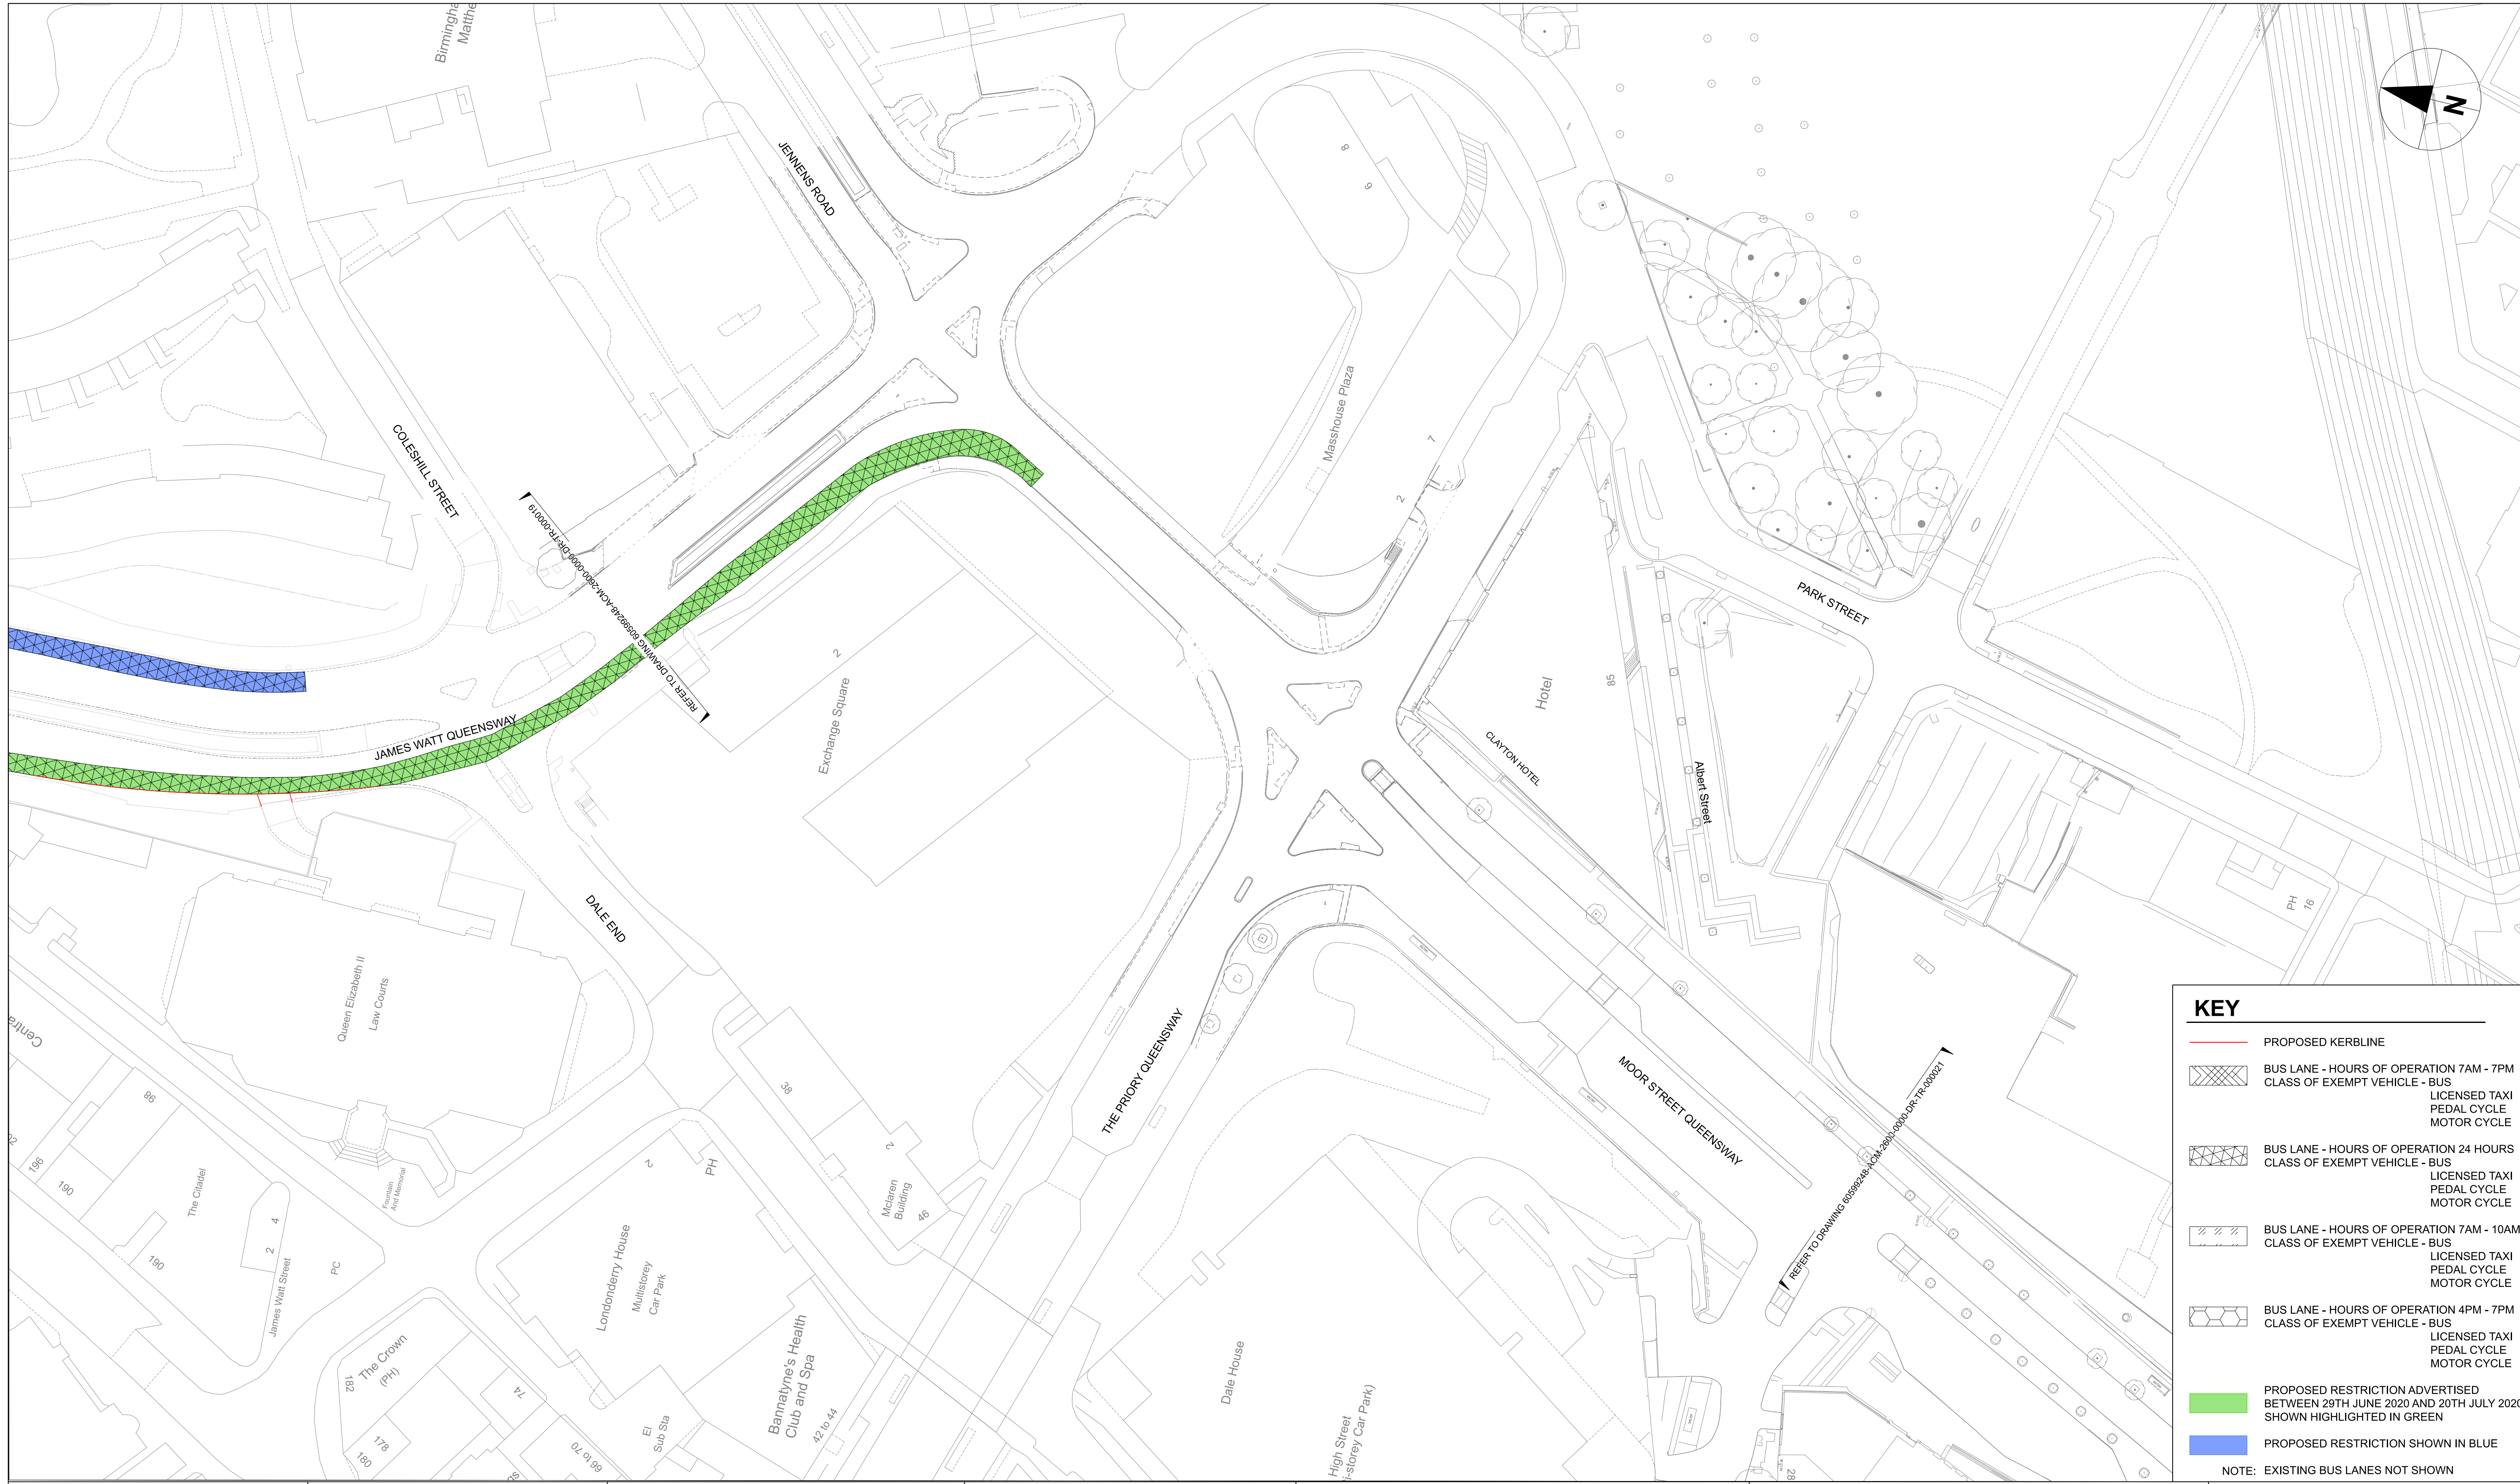 Birmingha
Matthe
N
JENNENS ROAD
8
9
Masshouse Plaza
7
2
COLESHILL STREET
REFER TO DRAWING 60599248-ACM-2600-0000-DR-TR-000019
PARK STREET
Hotel
85
CLAYTON HOTEL
Albert Street
2
Exchange Square
JAMES WATT QUEENSWAY
DALE END
Queen Elizabeth II
Law Courts
Centra
98
196
190
The Citadel
190
Fountain
And Memorial
4
2
James Watt Street
PC
THE PRIORY QUEENSWAY
MOOR STREET QUEENSWAY
REFER TO DRAWING 60599248-ACM-2600-0000-DR-TR-000021
38
2
Mclaren
Building
46
2
PH
Londonderry House
Multistorey
Car Park
The Crown
(PH)
182
178
180
74
66 to 70
El
Sub Sta
Bannatyne's Health
Club and Spa
42 to 44
Dale House
High Street
i-storey Car Park)
28
PH
16
KEY
PROPOSED KERBLINE
BUS LANE - HOURS OF OPERATION 7AM - 7PM
CLASS OF EXEMPT VEHICLE - BUS
LICENSED TAXI
PEDAL CYCLE
MOTOR CYCLE
BUS LANE - HOURS OF OPERATION 24 HOURS
CLASS OF EXEMPT VEHICLE - BUS
LICENSED TAXI
PEDAL CYCLE
MOTOR CYCLE
BUS LANE - HOURS OF OPERATION 7AM - 10AM
CLASS OF EXEMPT VEHICLE - BUS
LICENSED TAXI
PEDAL CYCLE
MOTOR CYCLE
BUS LANE - HOURS OF OPERATION 4PM - 7PM
CLASS OF EXEMPT VEHICLE - BUS
LICENSED TAXI
PEDAL CYCLE
MOTOR CYCLE
PROPOSED RESTRICTION ADVERTISED
BETWEEN 29TH JUNE 2020 AND 20TH JULY 2020
SHOWN HIGHLIGHTED IN GREEN
PROPOSED RESTRICTION SHOWN IN BLUE
NOTE: EXISTING BUS LANES NOT SHOWN